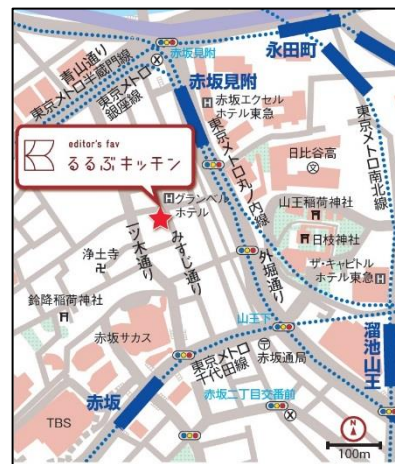 永田町
青山通り
東京メトロ半蔵門線
東京メトロ
銀座線
赤坂見附
赤坂見附
H 赤坂エクセル
ホテル東急
東京メトロ丸ノ内線
東京メトロ南北線
日比谷高
文
editor's fav
るるぶキッチン
H グランベル
ホテル
山王稲荷神社
日枝神社
一ツ木通り
みすじ通り
外堀通り
浄土寺
ザ・キャピトル
ホテル東急 H
鈴降稲荷神社
山王下
溜池山王
赤坂サカス
東京メトロ
千代田線
赤坂通局
赤坂
赤坂二丁目交番前
TBS
N
100m